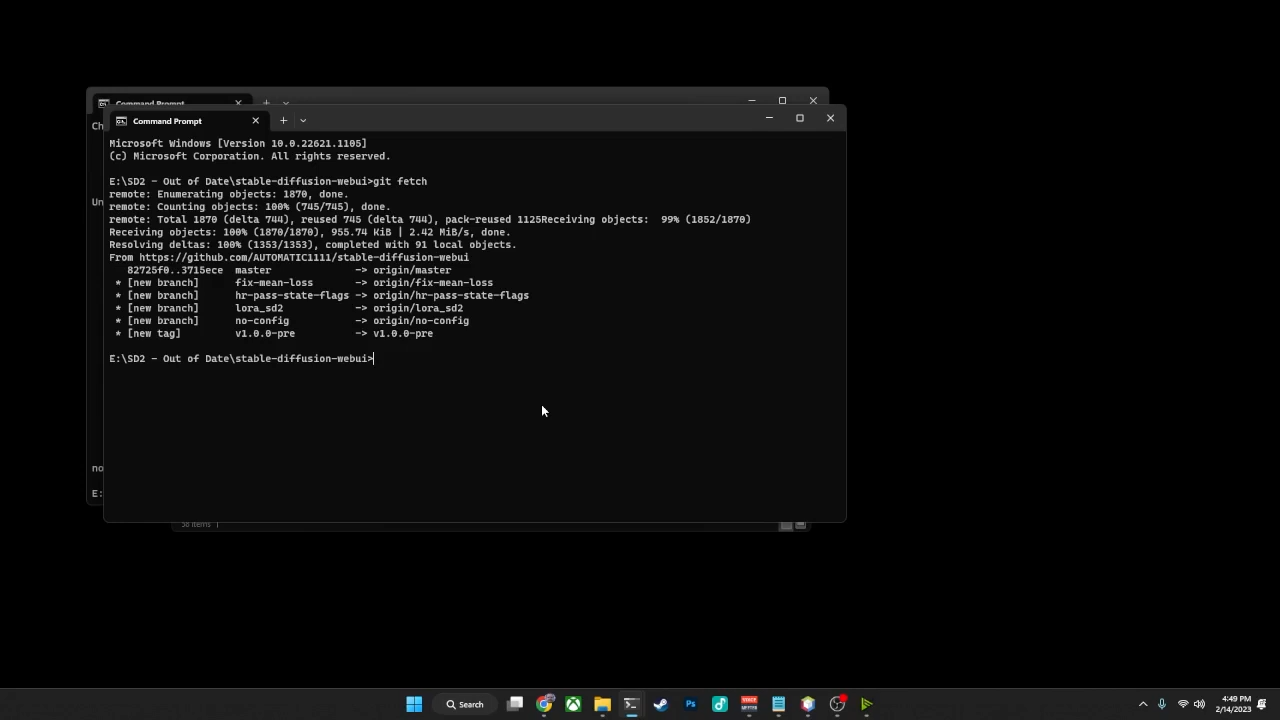 Command Prompt
Ch
Un
no
E:
Command Prompt
Microsoft Windows [Version 10.0.22621.1105]
(c) Microsoft Corporation. All rights reserved.
E:\SD2 - Out of Date\stable-diffusion-webui>git fetch
remote: Enumerating objects: 1870, done.
remote: Counting objects: 100% (745/745), done.
remote: Total 1870 (delta 744), reused 745 (delta 744), pack-reused 1125Receiving objects:  99% (1852/1870)
Receiving objects: 100% (1870/1870), 955.74 KiB | 2.42 MiB/s, done.
Resolving deltas: 100% (1353/1353), completed with 91 local objects.
From https://github.com/AUTOMATIC1111/stable-diffusion-webui
   82725f0..3715ece  master              -> origin/master
 * [new branch]      fix-mean-loss       -> origin/fix-mean-loss
 * [new branch]      hr-pass-state-flags -> origin/hr-pass-state-flags
 * [new branch]      lora_sd2            -> origin/lora_sd2
 * [new branch]      no-config           -> origin/no-config
 * [new tag]         v1.0.0-pre          -> v1.0.0-pre
E:\SD2 - Out of Date\stable-diffusion-webui>
items
Search
Ps
4:49 PM
2/14/2023